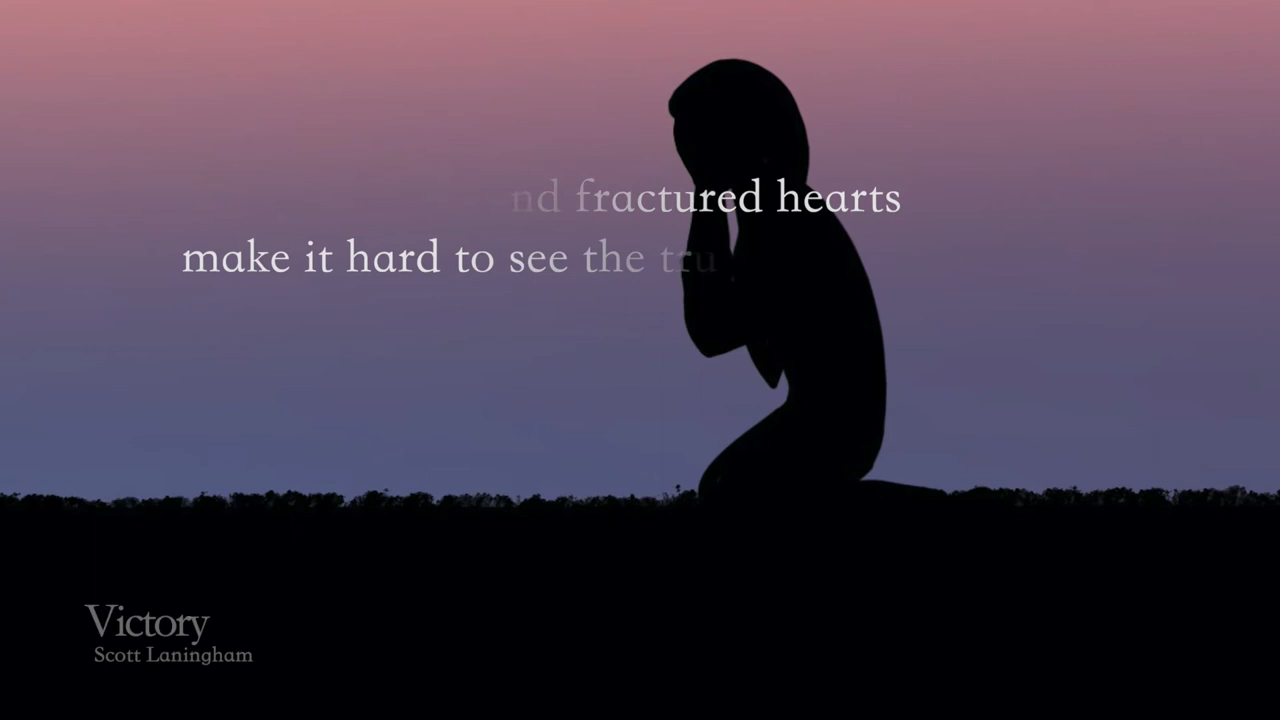 fractured hearts
make it hard to see the
Victory
Scott Laningham